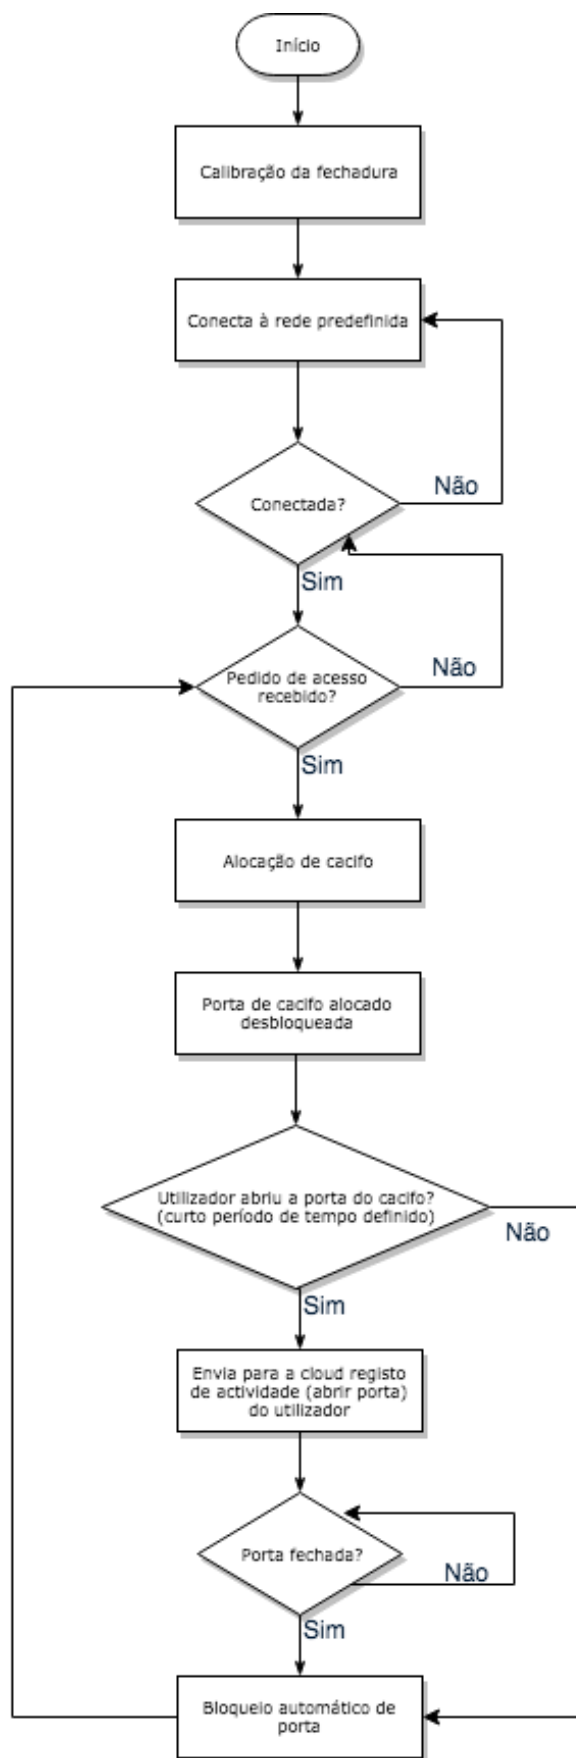 Início
Calibração da fechadura
Conecta à rede predefinida
Conectada?
Não
Sim
Pedido de acesso
recebido?
Não
Sim
Alocação de cacifo
Porta de cacifo alocado
desbloqueada
Utilizador abriu a porta do cacifo?
(curto período de tempo definido)
Não
Sim
Envia para a cloud registo
de actividade (abrir porta)
do utilizador
Porta fechada?
Não
Sim
Bloqueio automático de
porta